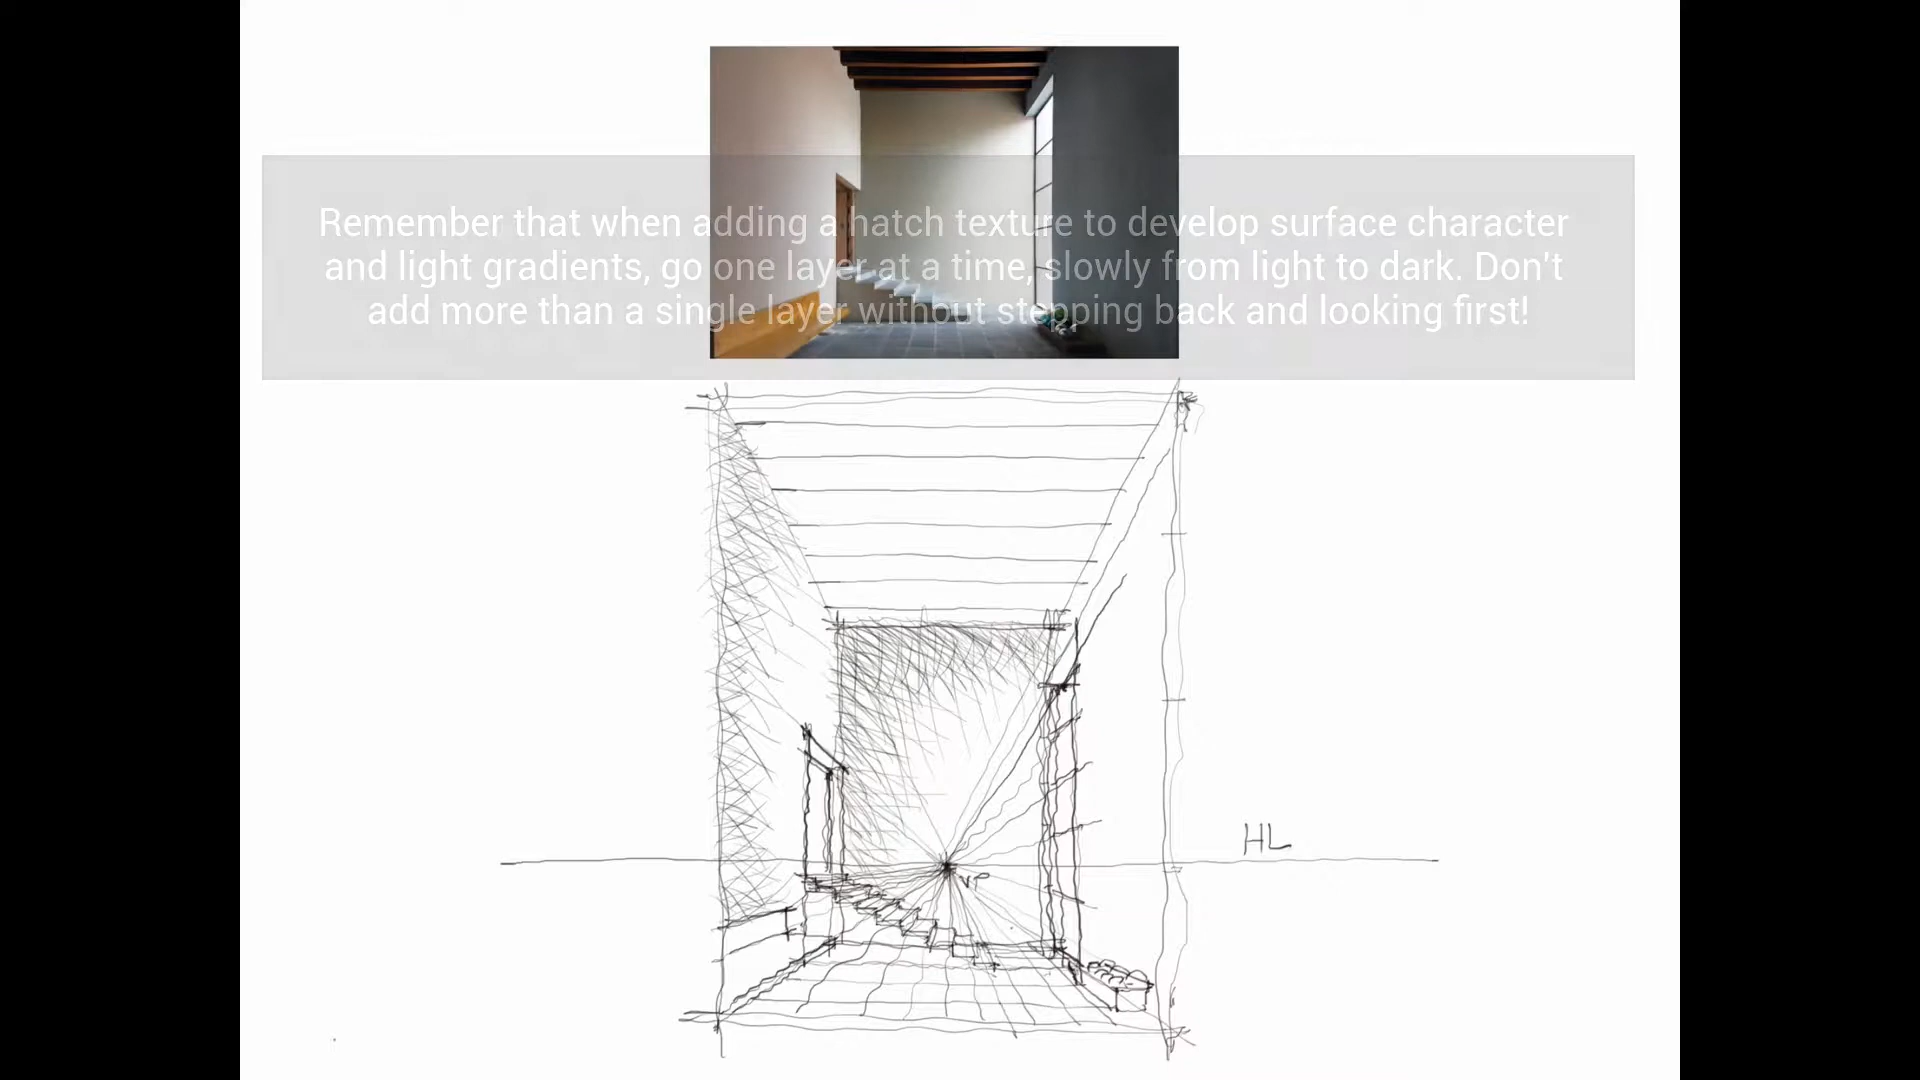 Remember that when adding a hatch texture to develop surface character
and light gradients, go one layer at a time, slowly from light to dark. Don't
add more than a single layer without stepping back and looking first!
HL
VP